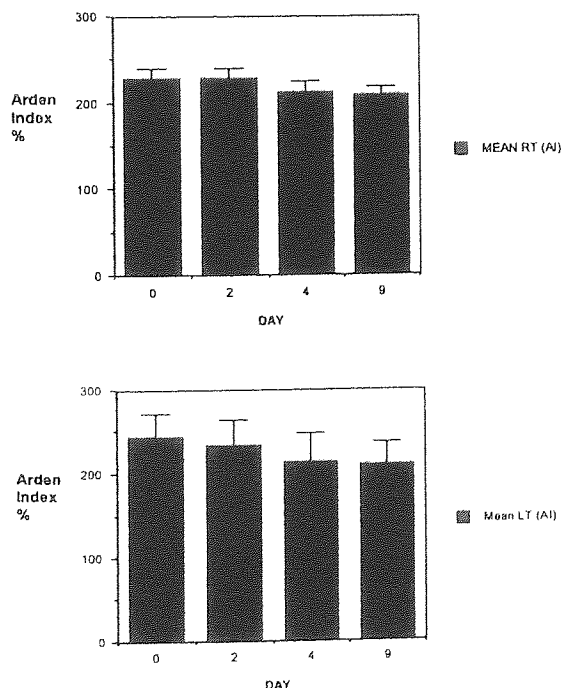 300
Arden
Index
%
200
100
0
MEAN RT (AI)
0 2 4 9
DAY
300
Arden
Index
%
200
100
0
Mean LT (AI)
0 2 4 9
DAY